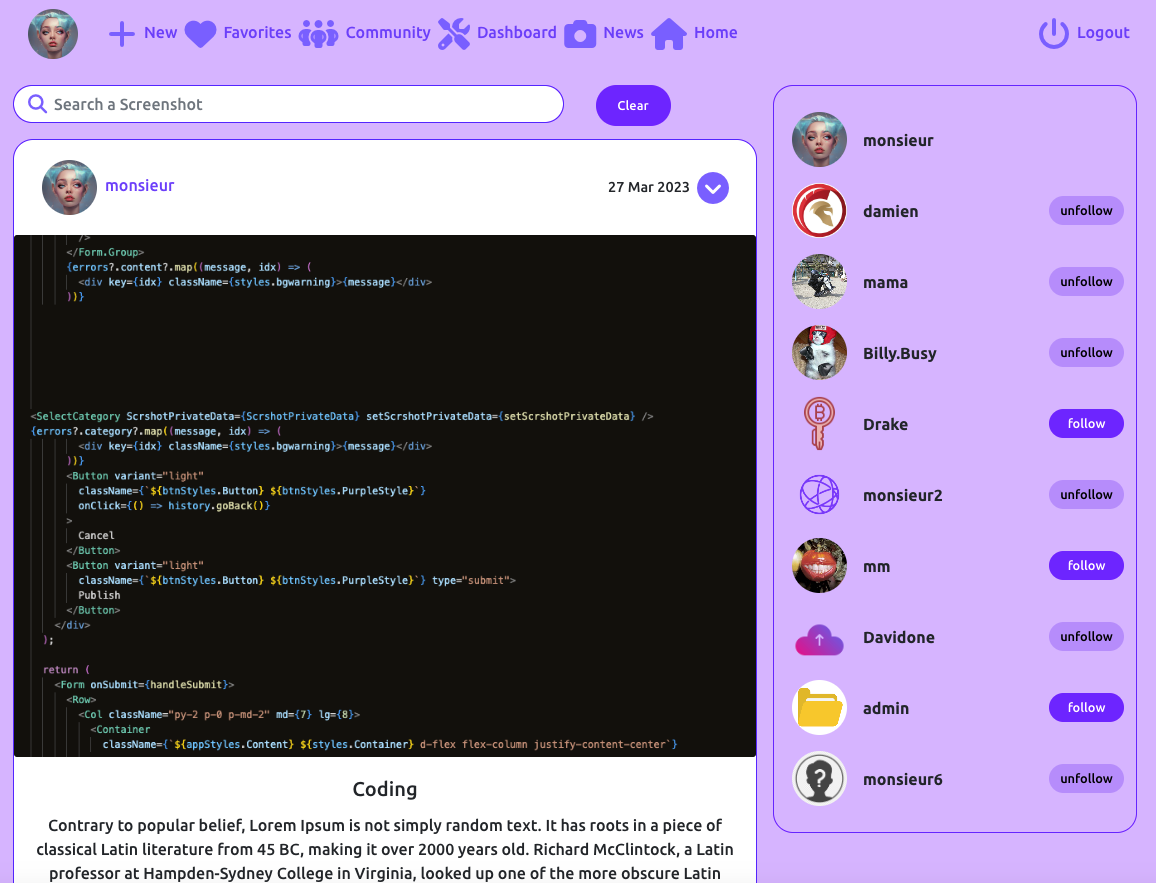 New Favorites Community Dashboard News Home Logout
Search a Screenshot
Clear
monsieur
27 Mar 2023
/>
</Form.Group>
{errors?.content?.map((message, idx) => (
<div key={idx} className={styles.bgwarning}>{message}</div>
))}
<SelectCategory ScrshotPrivateData={ScrshotPrivateData} setScrshotPrivateData={setScrshotPrivateData} />
{errors?.category?.map((message, idx) => (
<div key={idx} className={styles.bgwarning}>{message}</div>
))}
<Button variant="light"
className={`${btnStyles.Button} ${btnStyles.PurpleStyle}`}
onClick={() => history.goBack()}
>
Cancel
</Button>
<Button variant="light"
className={`${btnStyles.Button} ${btnStyles.PurpleStyle}`} type="submit">
Publish
</Button>
</div>
);
return (
<Form onSubmit={handleSubmit}>
<Row>
<Col className="py-2 p-0 p-md-2" md={7} lg={8}>
<Container
className={`${appStyles.Content} ${styles.Container} d-flex flex-column justify-content-center`}
Coding
Contrary to popular belief, Lorem Ipsum is not simply random text. It has roots in a piece of
classical Latin literature from 45 BC, making it over 2000 years old. Richard McClintock, a Latin
professor at Hampden-Sydney College in Virginia, looked up one of the more obscure Latin
monsieur
damien unfollow
mama unfollow
Billy.Busy unfollow
Drake follow
monsieur2 unfollow
mm follow
Davidone unfollow
admin follow
monsieur6 unfollow